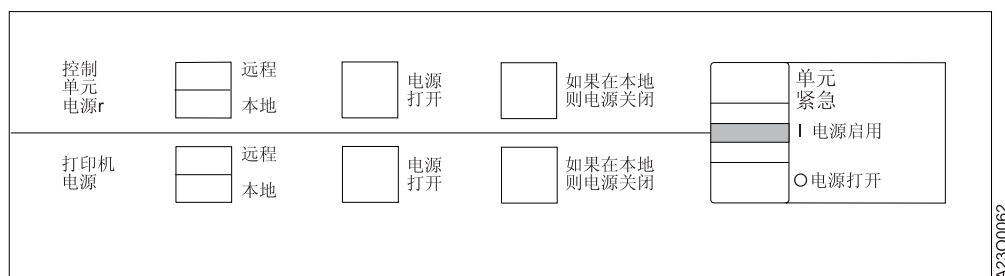 控制
单元
电源r
远程
本地
电源
打开
如果在本地
则电源关闭
单元
紧急
I 电源启用
O 电源打开
打印机
电源
远程
本地
电源
打开
如果在本地
则电源关闭
A23O0062